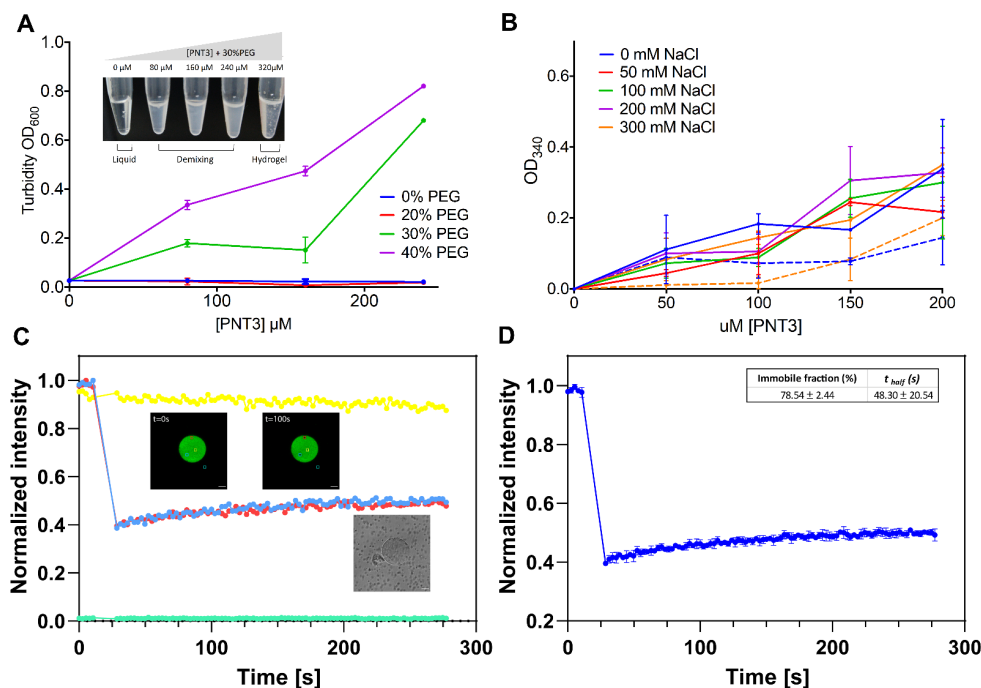 A
[PNT3] + 30%PEG
0 µM 80 µM 160 µM 240 µM 320µM
Liquid Demixing Hydrogel
Turbidity OD600
1.0
0.8
0.6
0.4
0.2
0.0
100 200
[PNT3] µM
0% PEG
20% PEG
30% PEG
40% PEG
B
0 mM NaCl
50 mM NaCl
100 mM NaCl
200 mM NaCl
300 mM NaCl
OD340
0.6
0.4
0.2
0.0
0 50 100 150 200
uM [PNT3]
C
Normalized intensity
1.0
0.8
0.6
0.4
0.2
0.0
t=0s
t=100s
0 50 100 150 200 250 300
Time [s]
D
Normalized intensity
1.2
1.0
0.8
0.6
0.4
0.2
Immobile fraction (%) t half (s)
78.54 ± 2.44 48.30 ± 20.54
0 100 200 300
Time [s]